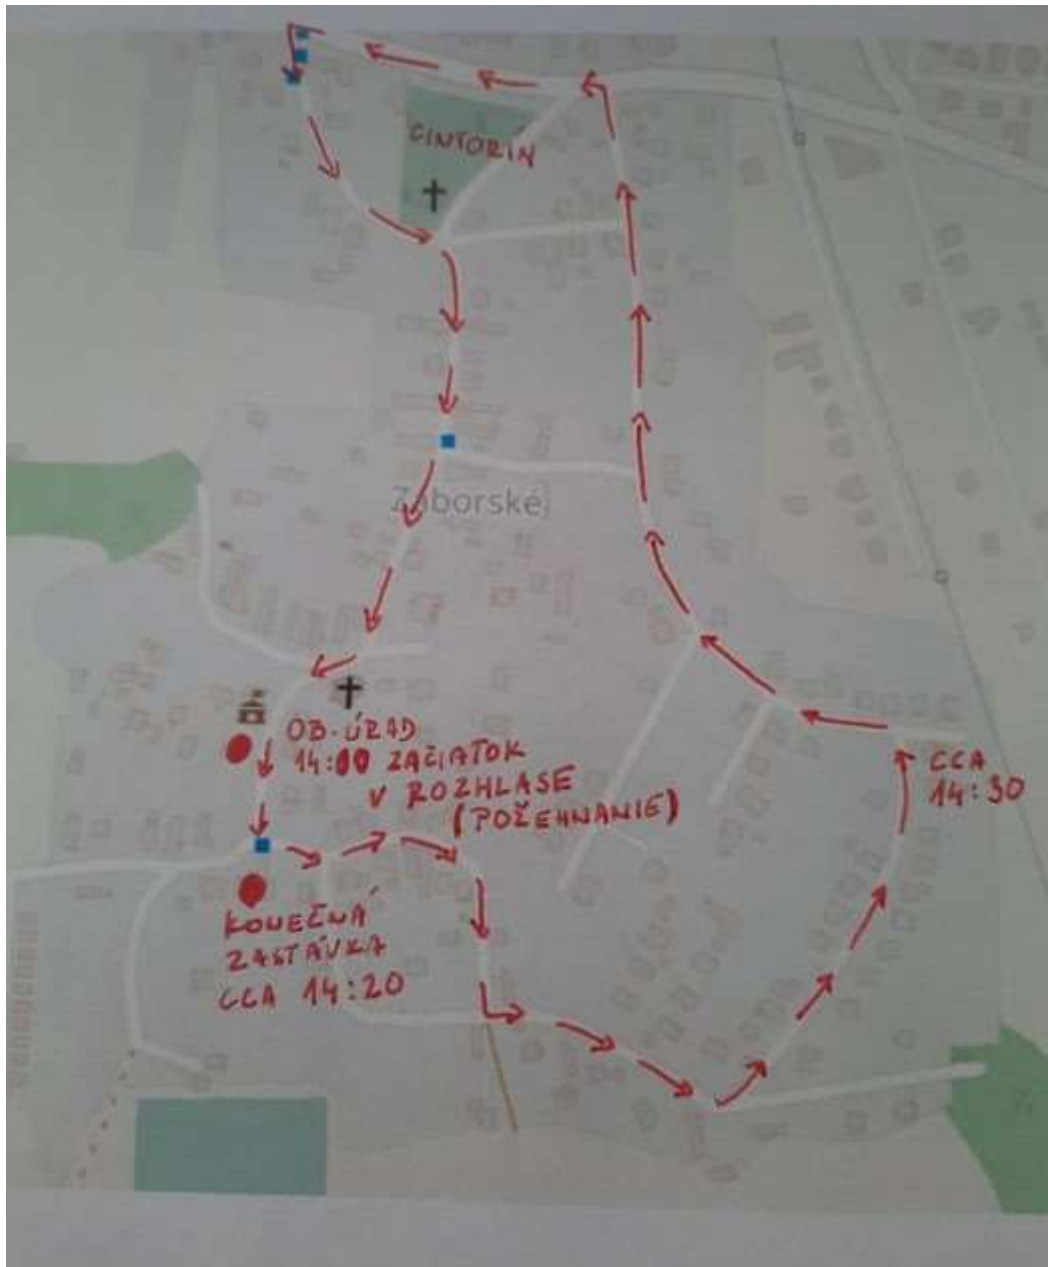 CINTORÍN
Záborské
OB. ÚRAD
14:00 ZAČIATOK
V ROZHLASE
(POŽEHNANIE)
CCA
14:30
KONEČNÁ
ZASTÁVKA
CCA 14:20